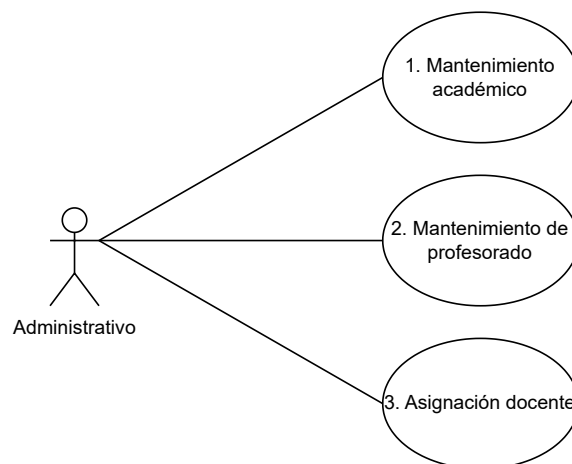 1. Mantenimiento
académico
2. Mantenimiento de
profesorado
Administrativo
3. Asignación docente